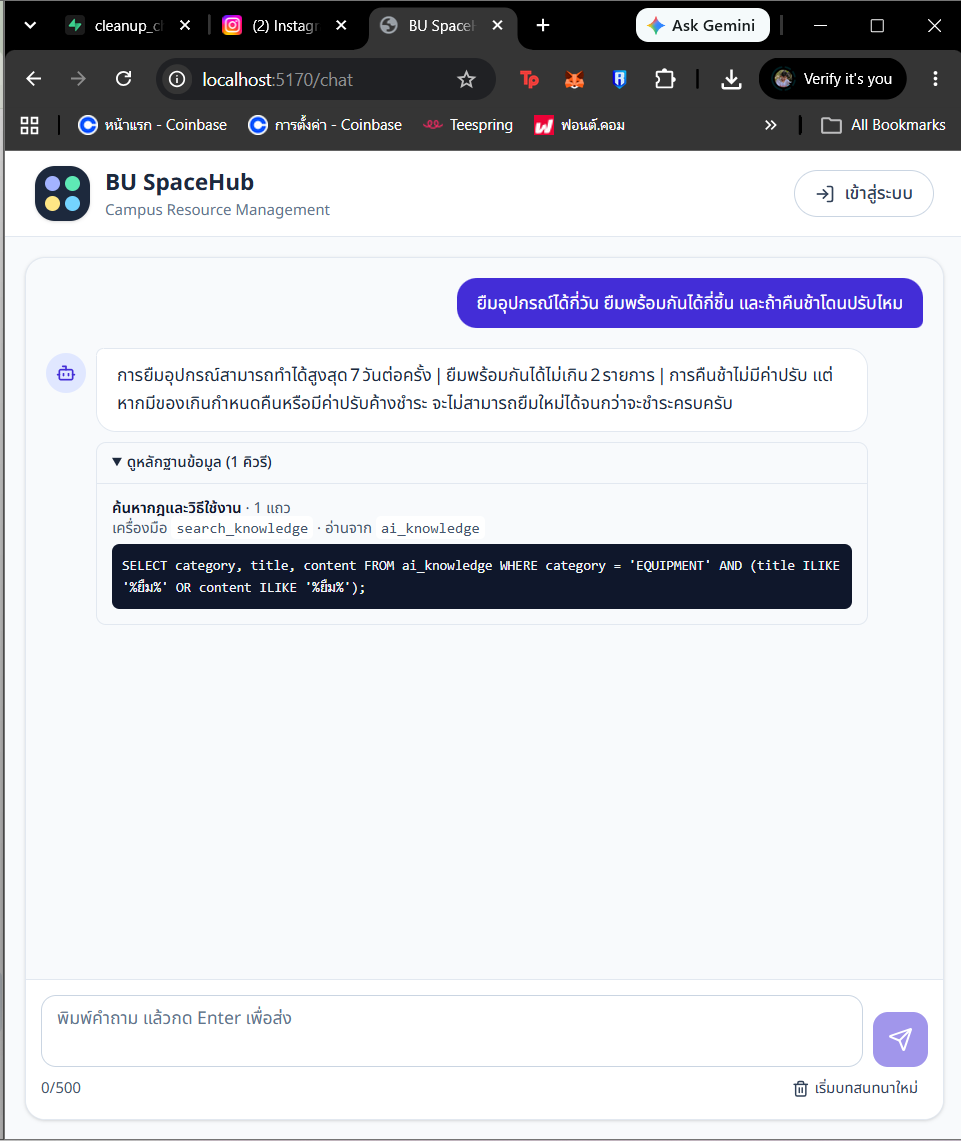 cleanup_cl
(2) Instagr
BU SpaceH
Ask Gemini
localhost:5170/chat
Verify it's you
หน้าแรก - Coinbase
การตั้งค่า - Coinbase
Teespring
ฟอนต์.คอม
All Bookmarks
BU SpaceHub
Campus Resource Management
เข้าสู่ระบบ
ยืมอุปกรณ์ได้กี่วัน ยืมพร้อมกันได้กี่ชิ้น และถ้าคืนช้าโดนปรับไหม
การยืมอุปกรณ์สามารถทำได้สูงสุด 7 วันต่อครั้ง | ยืมพร้อมกันได้ไม่เกิน 2 รายการ | การคืนช้าไม่มีค่าปรับ แต่
หากมีของเกินกำหนดคืนหรือมีค่าปรับค้างชำระ จะไม่สามารถยืมใหม่ได้จนกว่าจะชำระครบครับ
▼ ดูหลักฐานข้อมูล (1 คิวรี)
ค้นหากฎและวิธีใช้งาน · 1 แถว
เครื่องมือ search_knowledge · อ่านจาก ai_knowledge
SELECT category, title, content FROM ai_knowledge WHERE category = 'EQUIPMENT' AND (title ILIKE
'%ยืม%' OR content ILIKE '%ยืม%');
พิมพ์คำถาม แล้วกด Enter เพื่อส่ง
0/500
เริ่มบทสนทนาใหม่